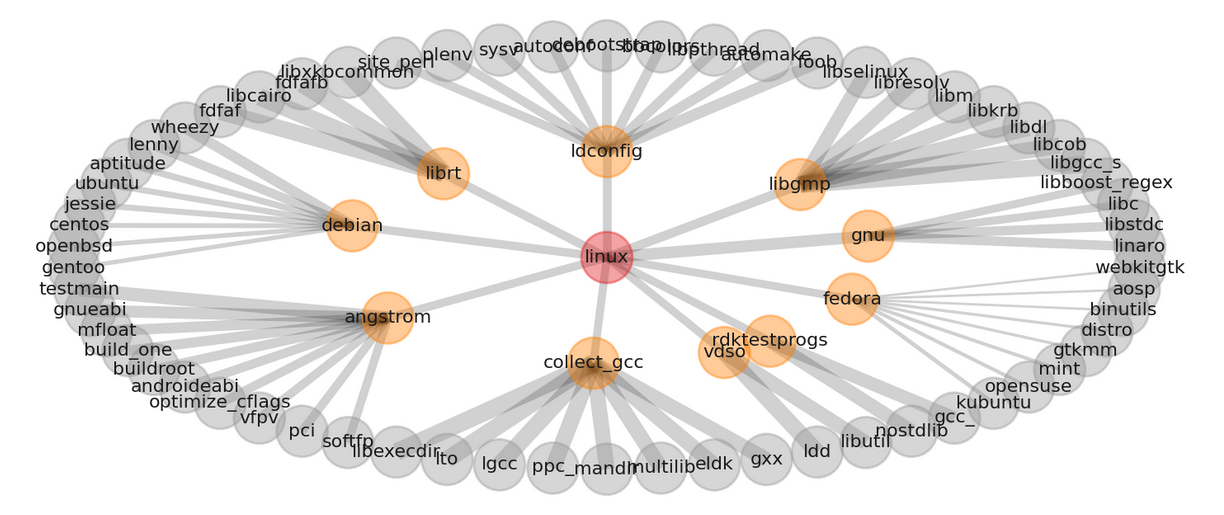 debootstrap
autoconf
bbcolors
libpthread
sysv
plenv
automake
site_perl
foob
libxkbcommon
libselinux
fdfafb
libresolv
libcairo
libm
fdfaf
libkrb
wheezy
libdl
lenny
libcob
ldconfig
aptitude
libgcc_s
librt
ubuntu
libgmp
libboost_regex
jessie
libc
centos
debian
libstdc
gnu
openbsd
linaro
linux
gentoo
webkitgtk
testmain
aosp
fedora
gnueabi
binutils
angstrom
mfloat
distro
rdktestprogs
build_one
vdso
gtkmm
collect_gcc
buildroot
mint
androideabi
opensuse
optimize_cflags
kubuntu
vfpv
gcc_
pci
nostdlib
softfp
libutil
libexecdir
ldd
lto
gxx
lgcc
eldk
ppc_
multilib